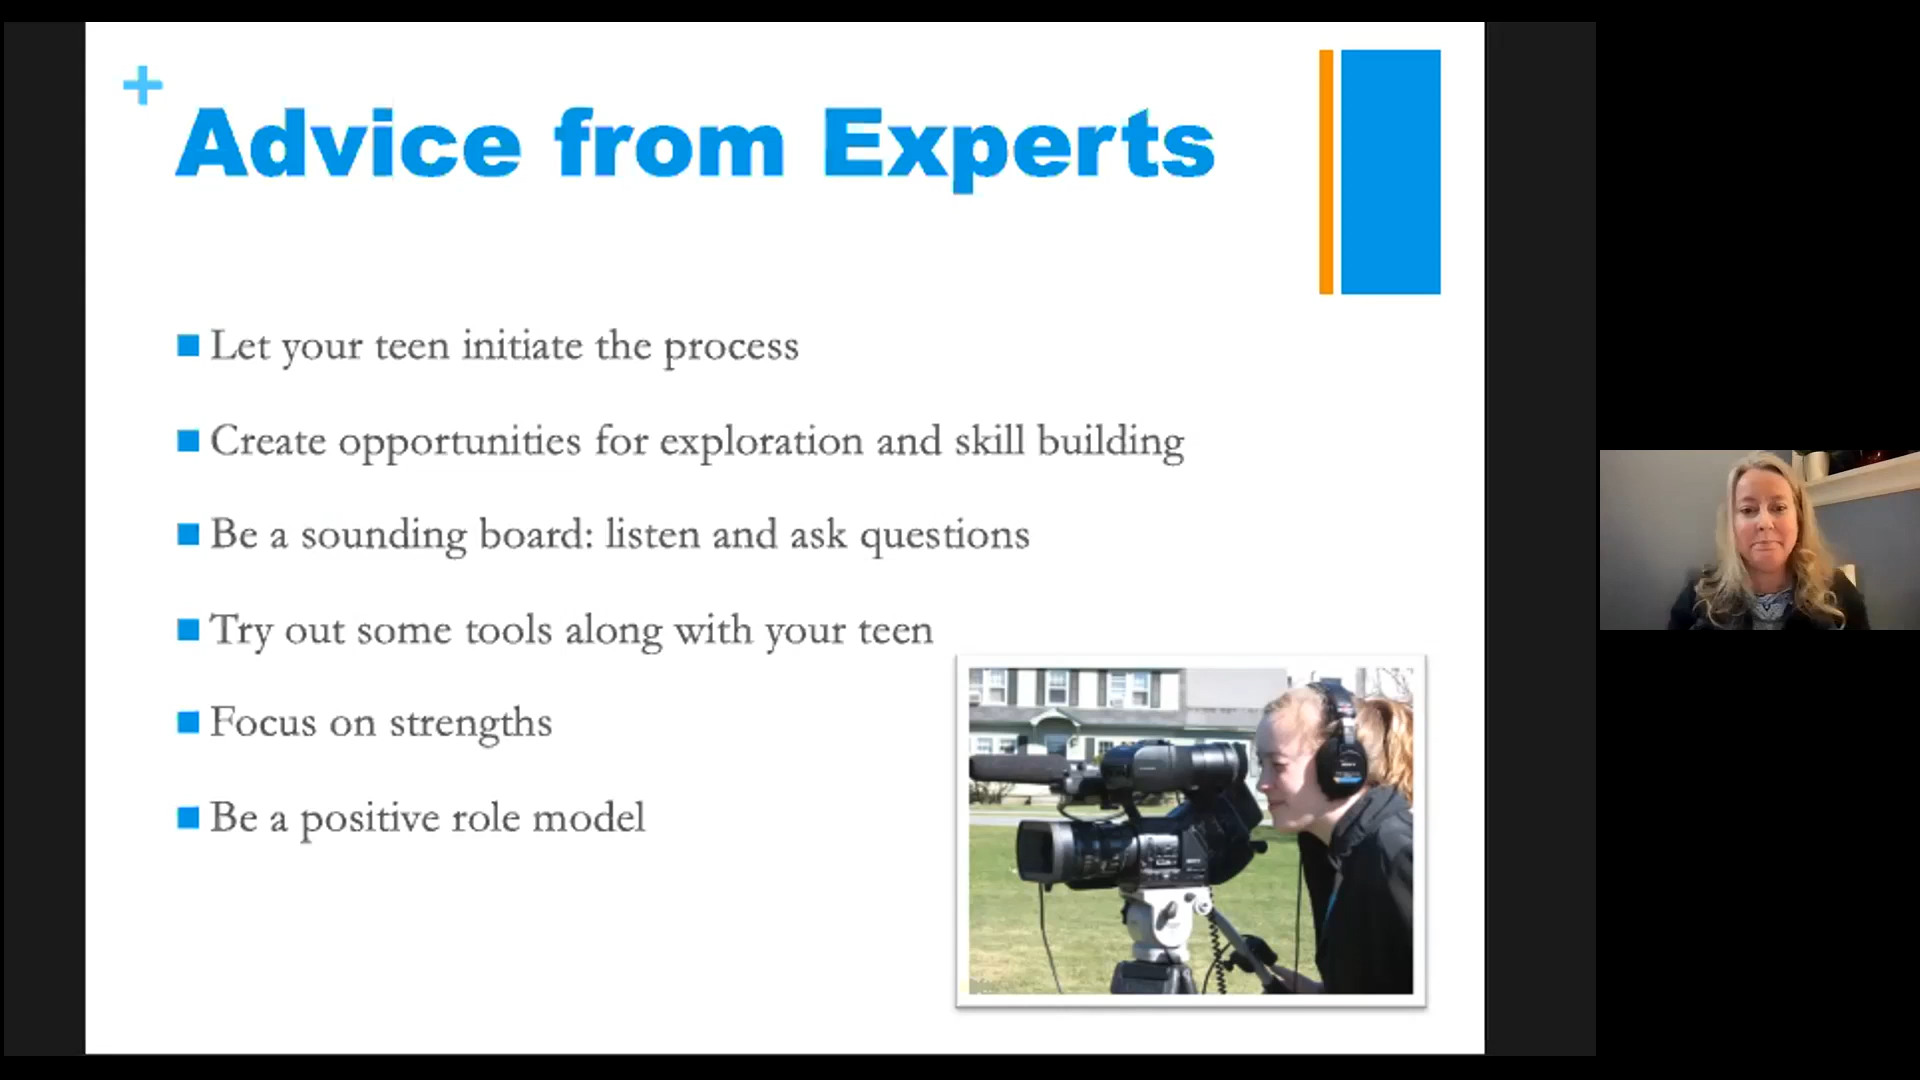 +
Advice from Experts
Let your teen initiate the process
Create opportunities for exploration and skill building
Be a sounding board: listen and ask questions
Try out some tools along with your teen
Focus on strengths
Be a positive role model